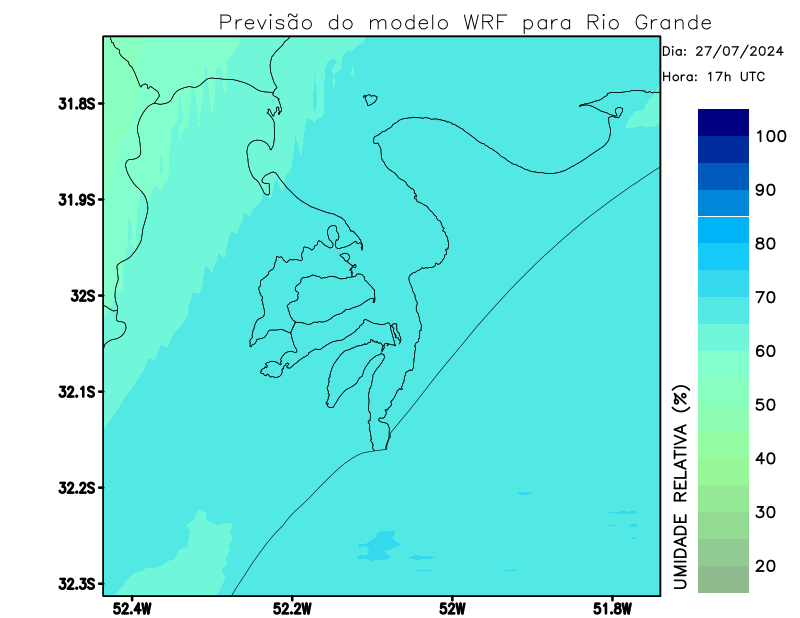 Previsão do modelo WRF para Rio Grande
Dia: 27/07/2024
Hora: 17h UTC
31.8S
31.9S
32S
32.1S
32.2S
32.3S
52.4W
52.2W
52W
51.8W
100
90
80
70
60
50
40
30
20
UMIDADE RELATIVA (%)